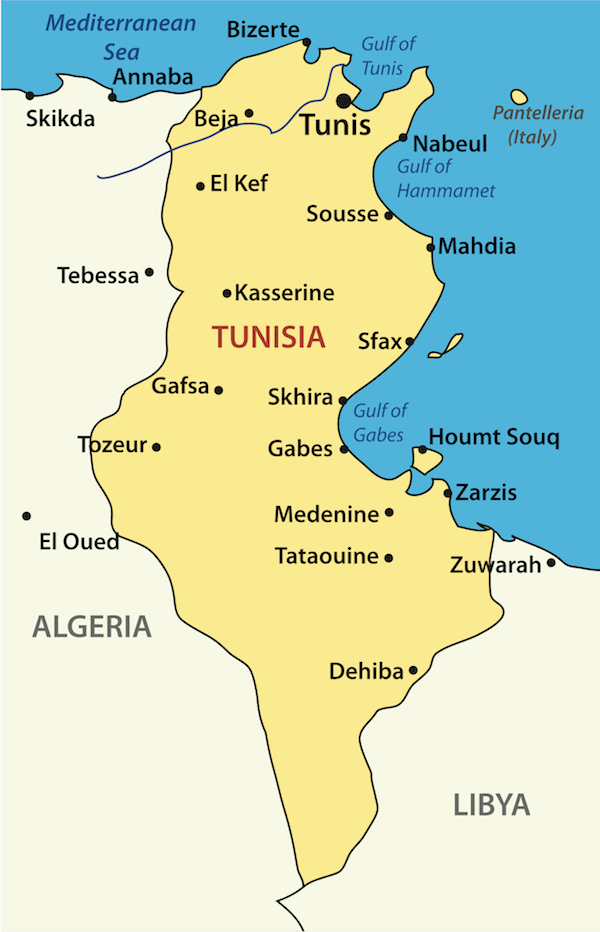 Mediterranean
Sea
Bizerte
Gulf of
Tunis
Annaba
Skikda
Beja
Tunis
Pantelleria
(Italy)
Nabeul
Gulf of
Hammamet
El Kef
Sousse
Mahdia
Tebessa
Kasserine
TUNISIA
Sfax
Gafsa
Skhira
Gulf of
Gabes
Tozeur
Gabes
Houmt Souq
Zarzis
Medenine
El Oued
Tataouine
Zuwarah
ALGERIA
Dehiba
LIBYA